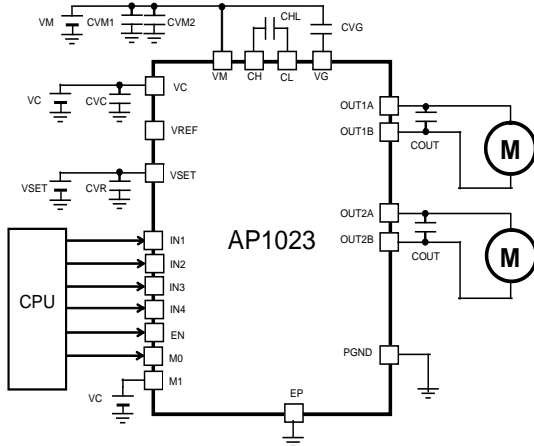 CHL
VM
CVM1
CVM2
CVG
VM
CH
CL
VG
VC
VC
CVC
VREF
VSET
VSET
CVR
OUT1A
OUT1B
COUT
M
OUT2A
OUT2B
COUT
M
AP1023
CPU
IN1
IN2
IN3
IN4
EN
M0
M1
VC
PGND
EP